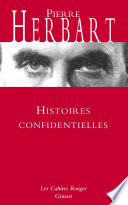 PIERRE
HERBART
HISTOIRES
CONFIDENTIELLES
Les Cahiers Rouges
Grasset